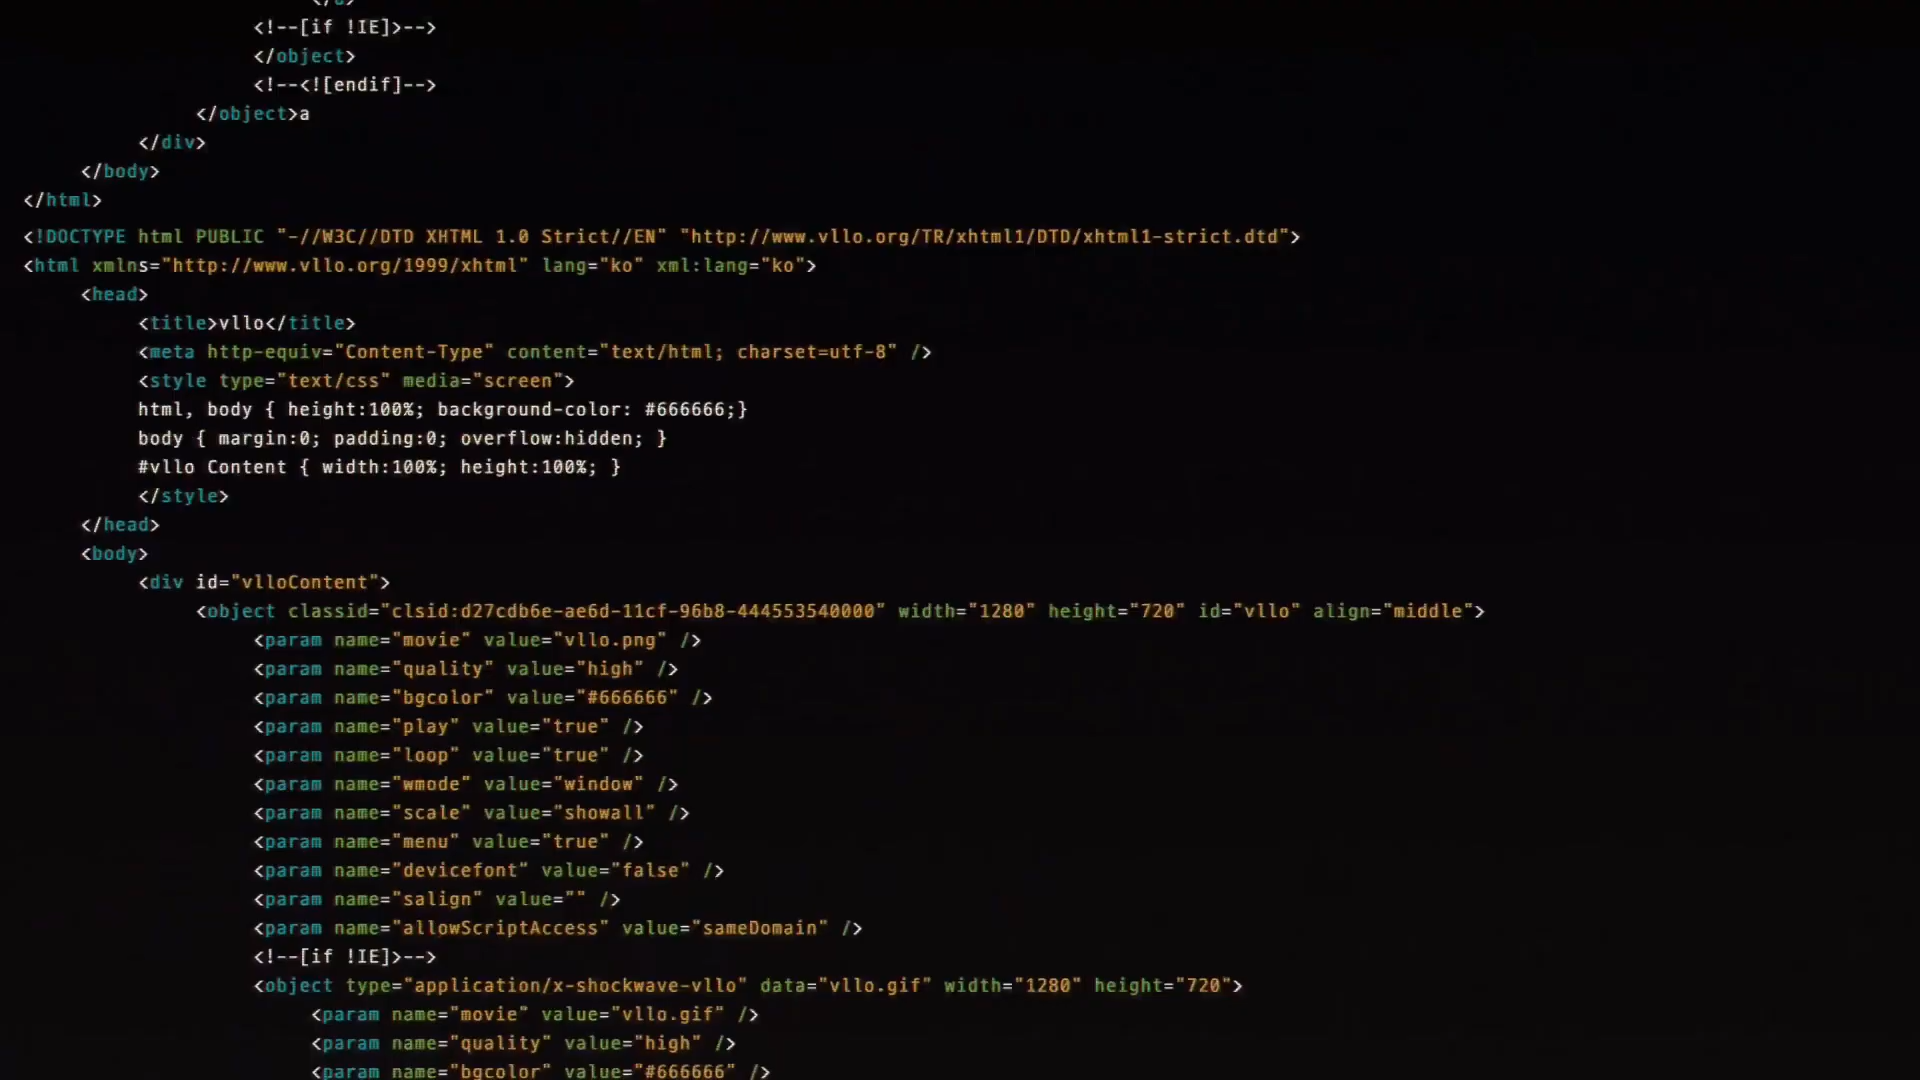 <!--[if !IE]>-->
</object>
<!--<![endif]-->
</object>a
</div>
</body>
</html>
<!DOCTYPE html PUBLIC "-//W3C//DTD XHTML 1.0 Strict//EN" "http://www.vllo.org/TR/xhtml1/DTD/xhtml1-strict.dtd">
<html xmlns="http://www.vllo.org/1999/xhtml" lang="ko" xml:lang="ko">
<head>
<title>vllo</title>
<meta http-equiv="Content-Type" content="text/html; charset=utf-8" />
<style type="text/css" media="screen">
html, body { height:100%; background-color: #666666;}
body { margin:0; padding:0; overflow:hidden; }
#vllo Content { width:100%; height:100%; }
</style>
</head>
<body>
<div id="vlloContent">
<object classid="clsid:d27cdb6e-ae6d-11cf-96b8-444553540000" width="1280" height="720" id="vllo" align="middle">
<param name="movie" value="vllo.png" />
<param name="quality" value="high" />
<param name="bgcolor" value="#666666" />
<param name="play" value="true" />
<param name="loop" value="true" />
<param name="wmode" value="window" />
<param name="scale" value="showall" />
<param name="menu" value="true" />
<param name="devicefont" value="false" />
<param name="salign" value="" />
<param name="allowScriptAccess" value="sameDomain" />
<!--[if !IE]>-->
<object type="application/x-shockwave-vllo" data="vllo.gif" width="1280" height="720">
<param name="movie" value="vllo.gif" />
<param name="quality" value="high" />
<param name="bgcolor" value="#666666" />